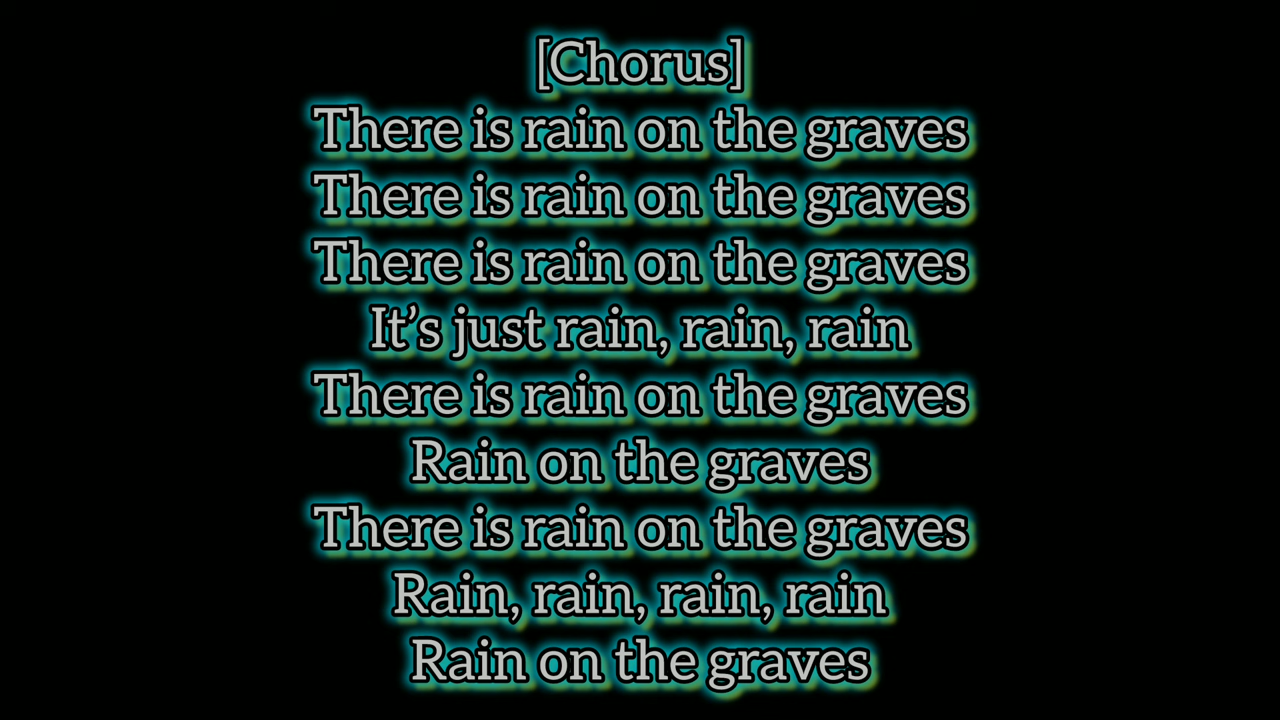 [Chorus]
There is rain on the graves
There is rain on the graves
There is rain on the graves
It’s just rain, rain, rain
There is rain on the graves
Rain on the graves
There is rain on the graves
Rain, rain, rain, rain
Rain on the graves